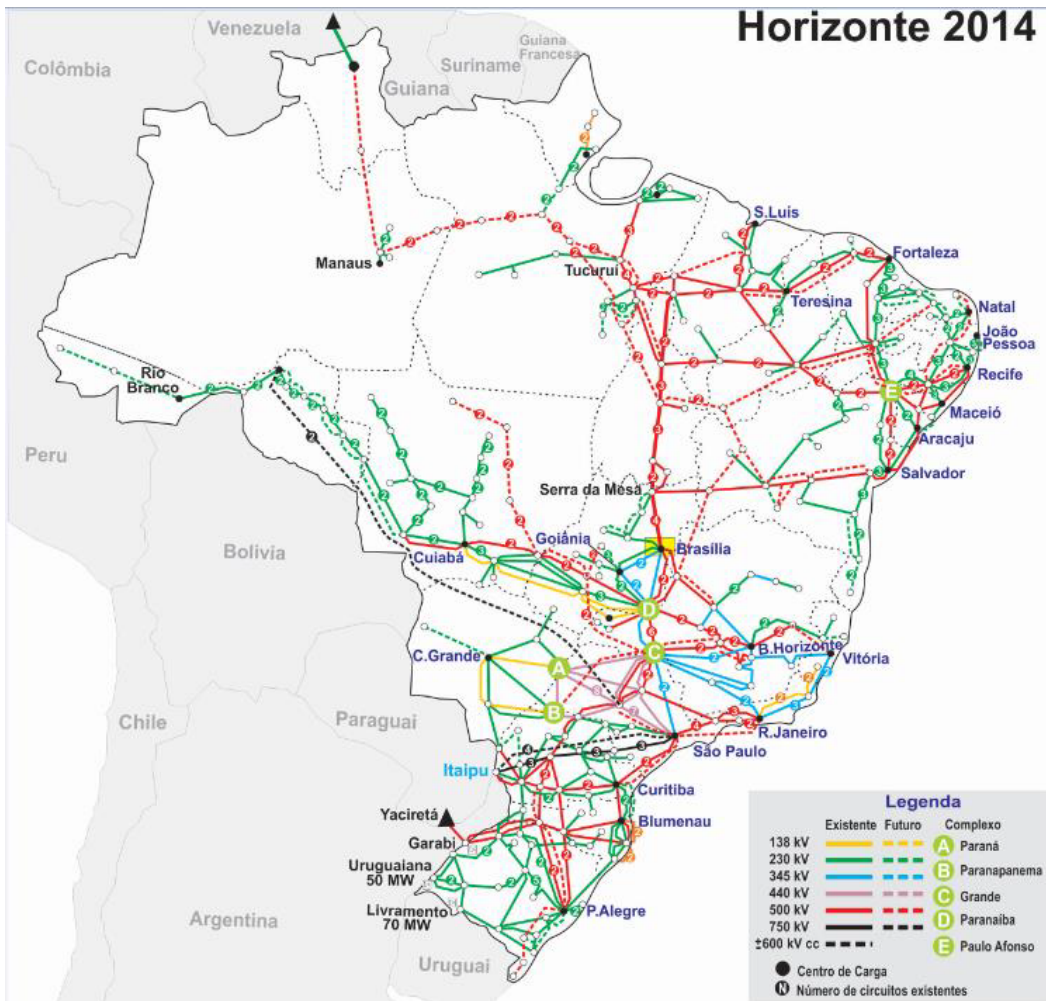 Horizonte 2014
Venezuela
Guiana
Francesa
Suriname
Colômbia
Guiana
S.Luis
Manaus
Tucuruí
Fortaleza
Teresina
Natal
João
Pessoa
Rio
Branco
Recife
E
Maceió
Aracaju
Peru
Salvador
Serra da Mesa
Goiânia
Brasília
Cuiabá
Bolivia
D
C.Grande
C
B.Horizonte
A
Vitória
B
Chile
Paraguai
R.Janeiro
São Paulo
Itaipu
Curitiba
Yaciretá
Blumenau
Garabi
Uruguaiana
50 MW
Livramento
70 MW
P.Alegre
Argentina
Uruguai
Legenda
Existente Futuro Complexo
138 kV A Paraná
230 kV B Paranapanema
345 kV
440 kV C Grande
500 kV D Paranaíba
750 kV
±600 kV cc E Paulo Afonso
Centro de Carga
N Número de circuitos existentes